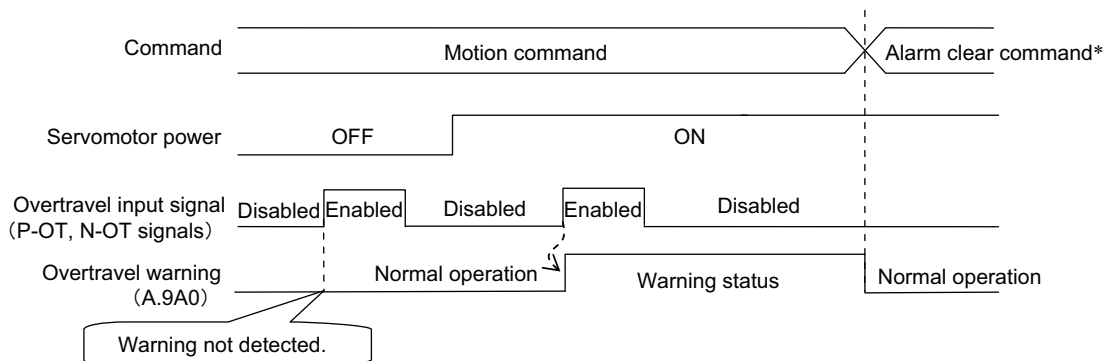 Command
Motion command
Alarm clear command*
Servomotor power
OFF
ON
Overtravel input signal
（P-OT, N-OT signals）
Disabled
Enabled
Disabled
Enabled
Disabled
Overtravel warning
（A.9A0）
Normal operation
Warning status
Normal operation
Warning not detected.